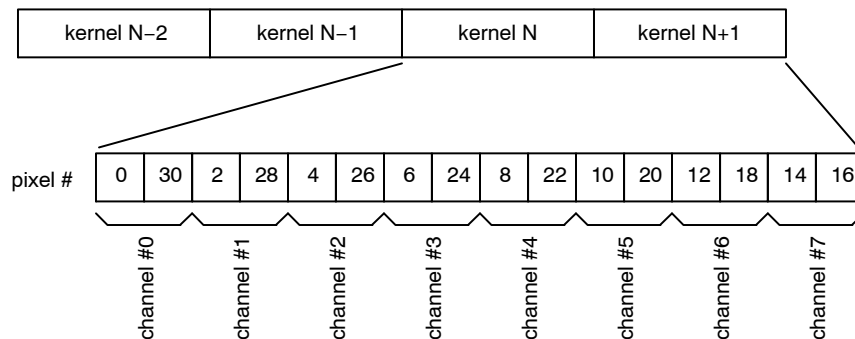 kernel N−2 kernel N−1 kernel N kernel N+1
pixel # 0 30 2 28 4 26 6 24 8 22 10 20 12 18 14 16
channel #0 channel #1 channel #2 channel #3 channel #4 channel #5 channel #6 channel #7